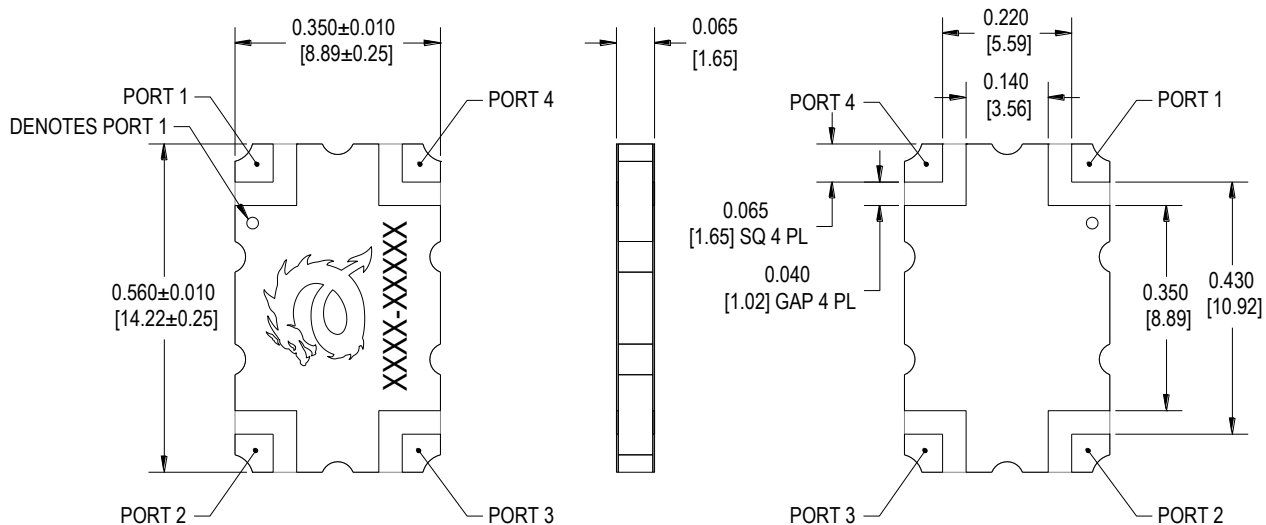 0.350±0.010
[8.89±0.25]
0.065
[1.65]
0.220
[5.59]
0.140
[3.56]
PORT 1
PORT 4
DENOTES PORT 1
PORT 4
PORT 1
0.065
[1.65] SQ 4 PL
0.040
[1.02] GAP 4 PL
0.560±0.010
[14.22±0.25]
XXXX-XXXXX
0.350
[8.89]
0.430
[10.92]
PORT 2
PORT 3
PORT 3
PORT 2